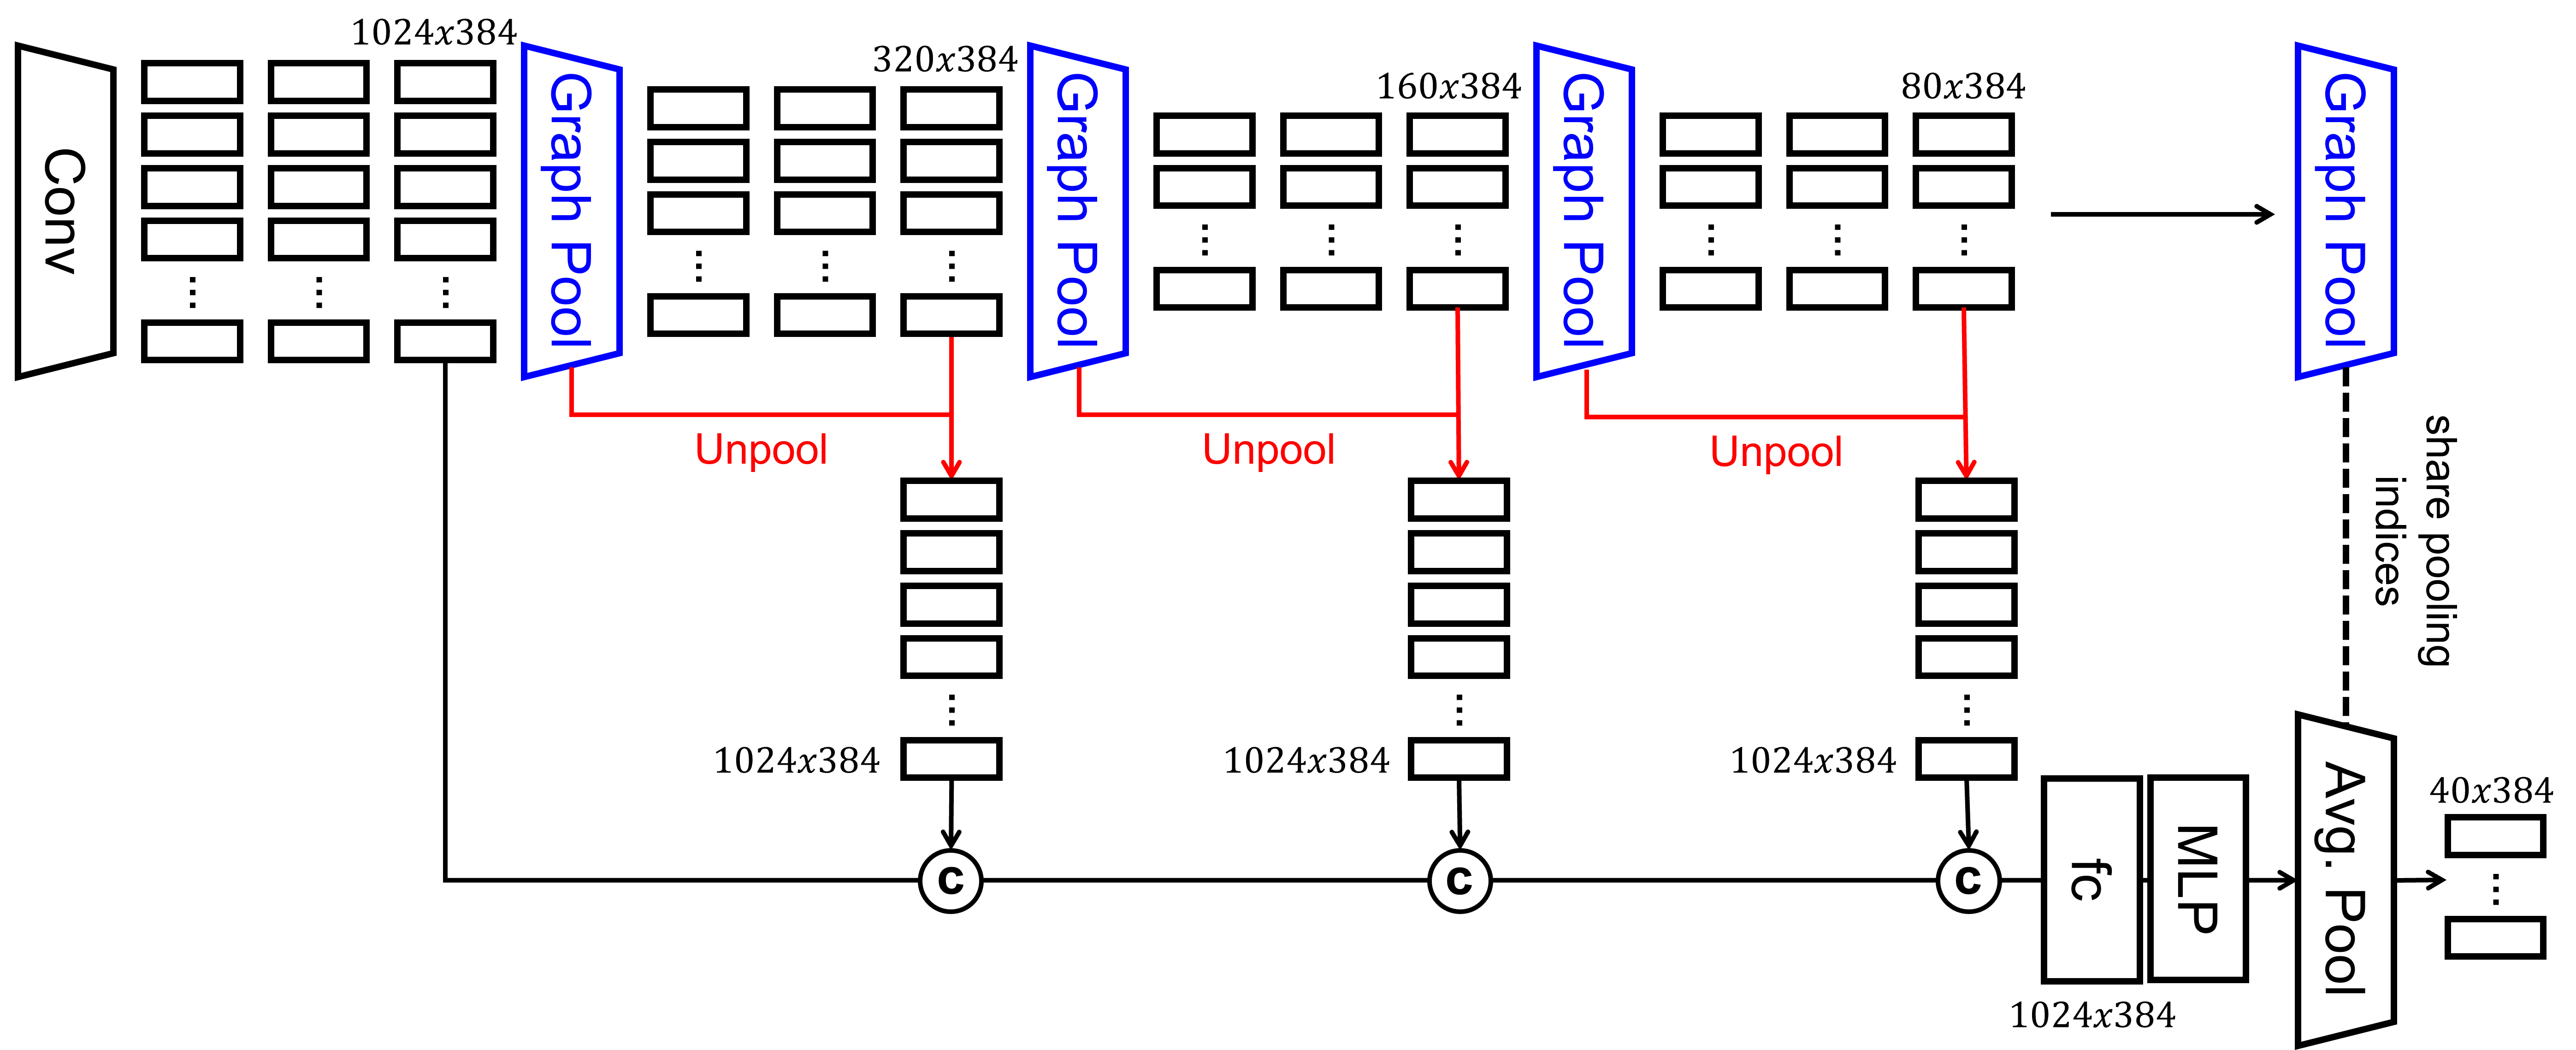 1024x384
320x384
160x384
80x384
Conv
Graph Pool
Graph Pool
Graph Pool
Graph Pool
Unpool
Unpool
Unpool
share pooling
indices
1024x384
1024x384
1024x384
40x384
c
c
c
fc
MLP
Avg. Pool
1024x384